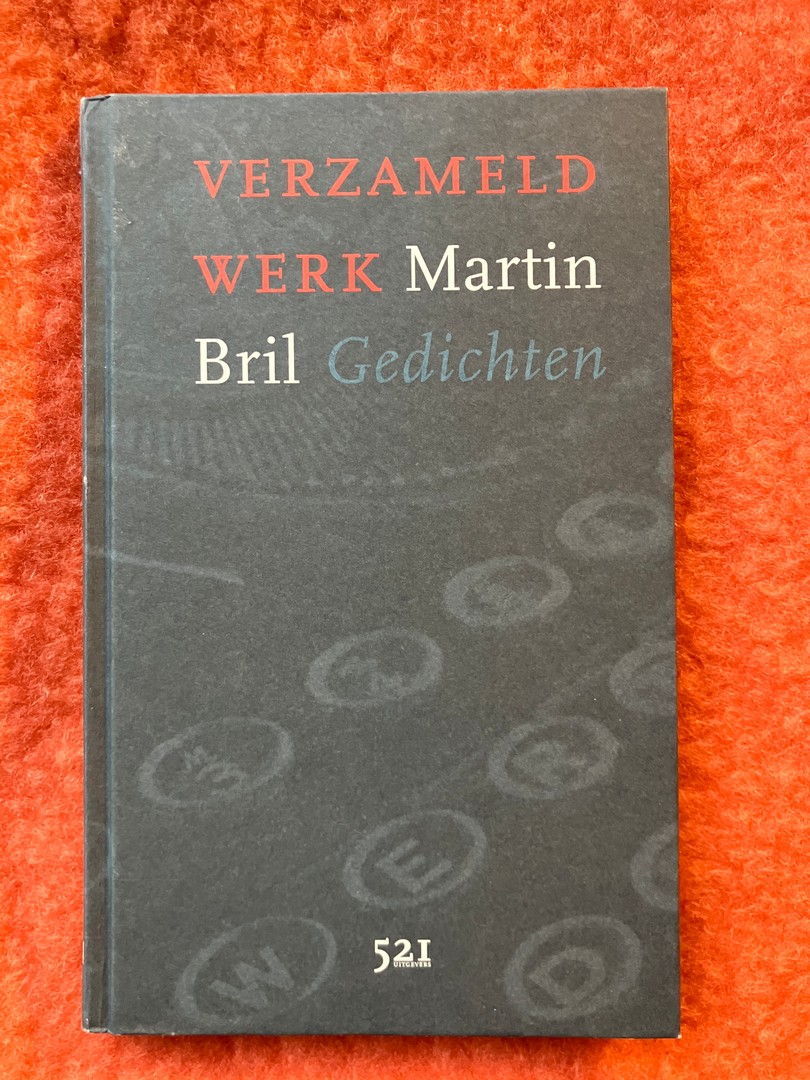 VERZAMELD
WERK Martin
Bril Gedichten
R
E
W
D
521
UITGEVERS